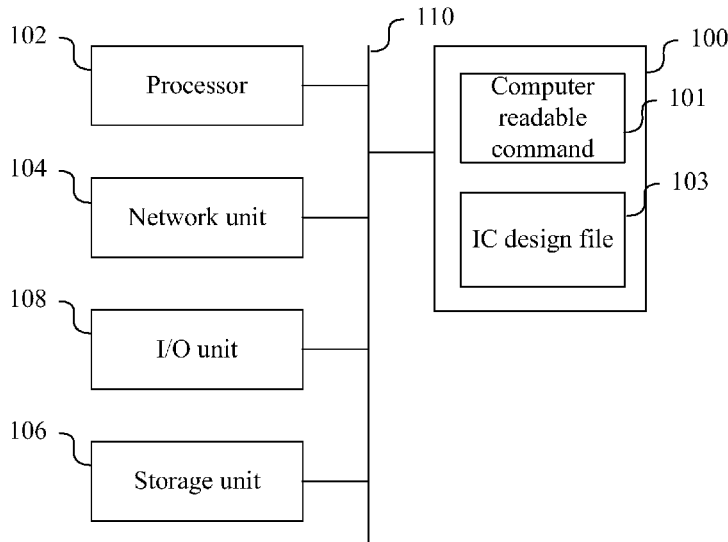 102
Processor
104
Network unit
108
I/O unit
106
Storage unit
110
100
Computer
readable
command
101
103
IC design file